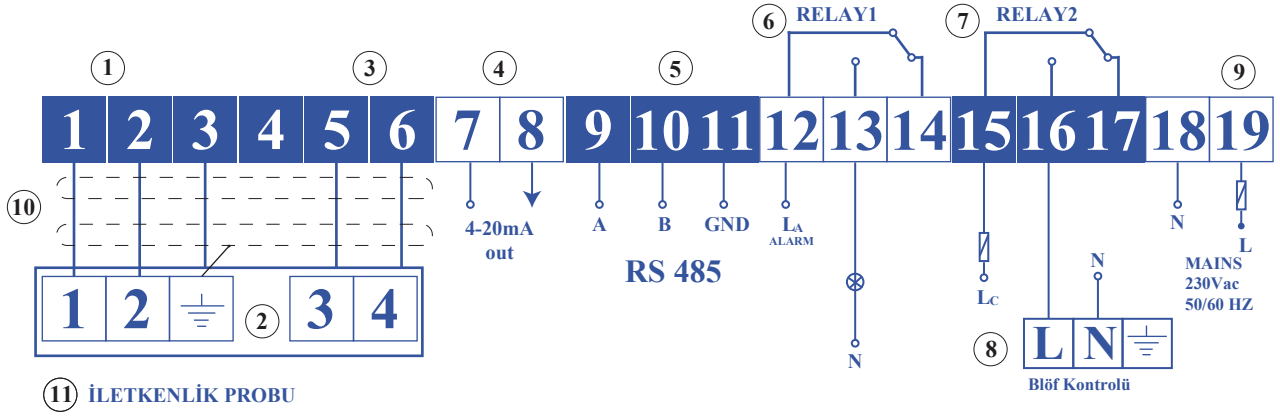 6 RELAY1 7 RELAY2
1 3 4 5 9
1 2 3 4 5 6 7 8 9 10 11 12 13 14 15 16 17 18 19
10
4-20mA
out
A B GND LA
ALARM
RS 485
N L
MAINS
230Vac
50/60 HZ
LC N
1 2 2 3 4
N
8 L N
Blöf Kontrolü
11 İLETKENLİK PROBU